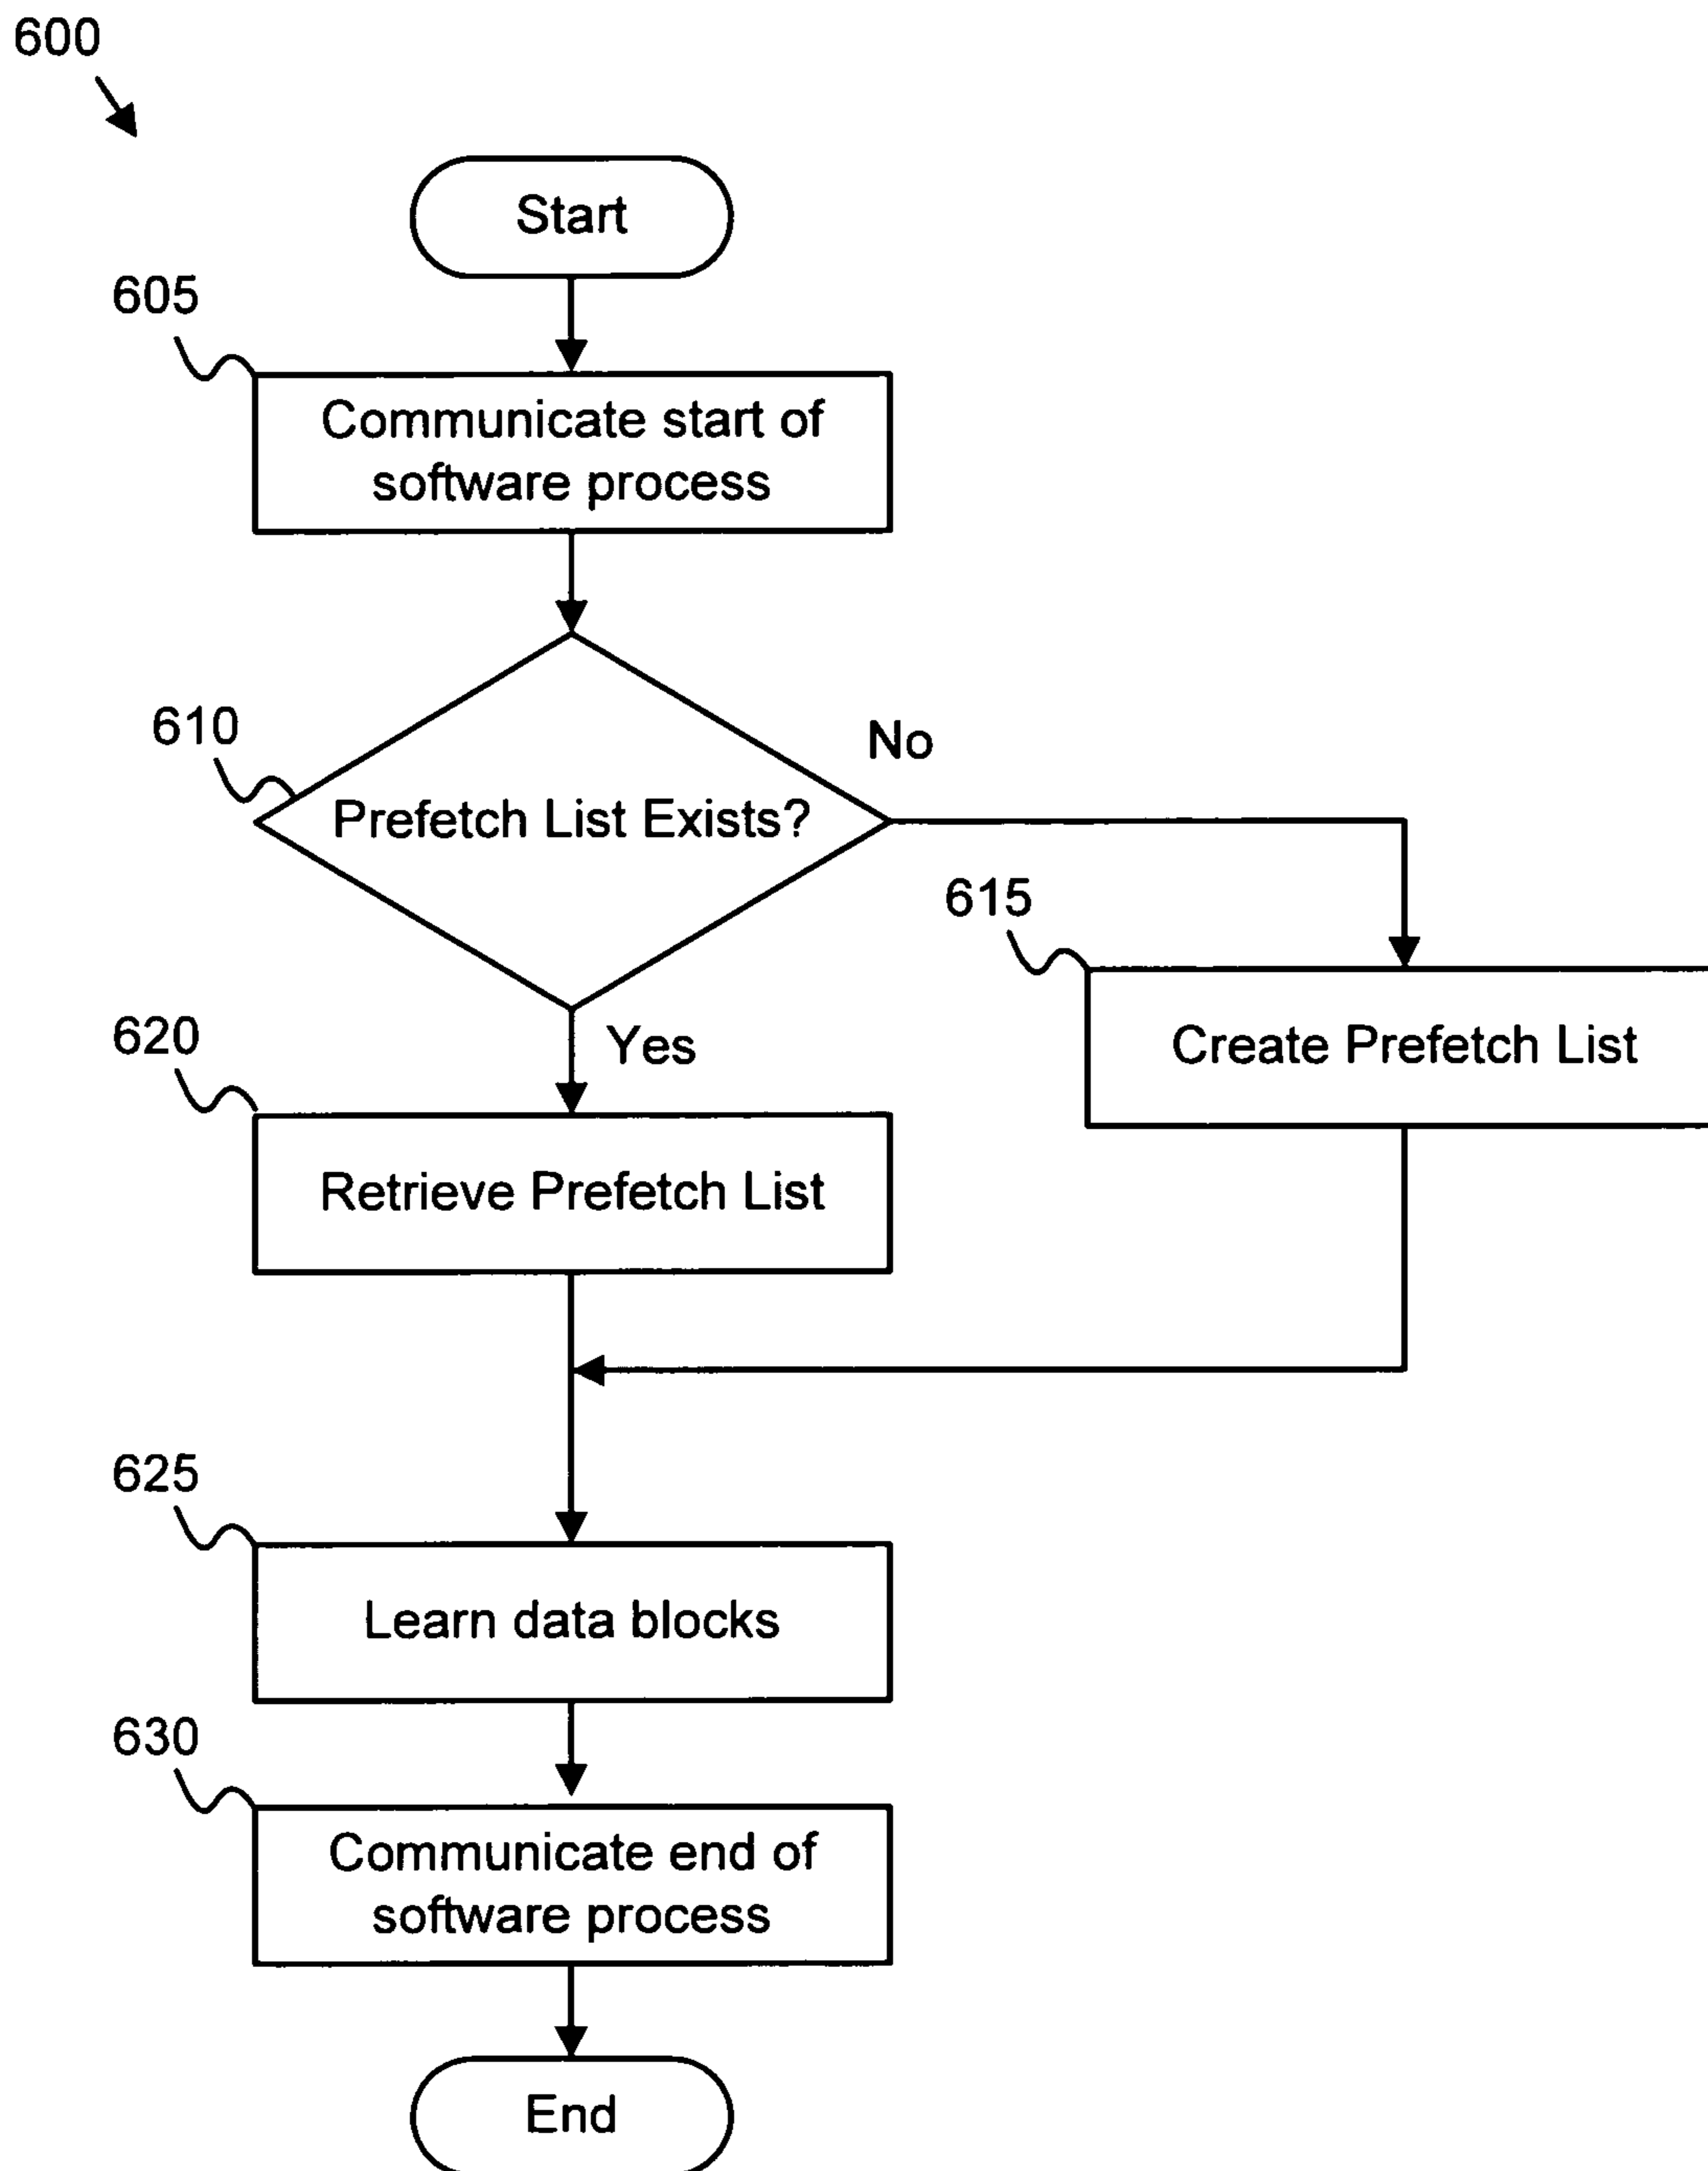 600
Start
605
Communicate start of
software process
610
No
Prefetch List Exists?
615
620
Yes
Create Prefetch List
Retrieve Prefetch List
625
Learn data blocks
630
Communicate end of
software process
End